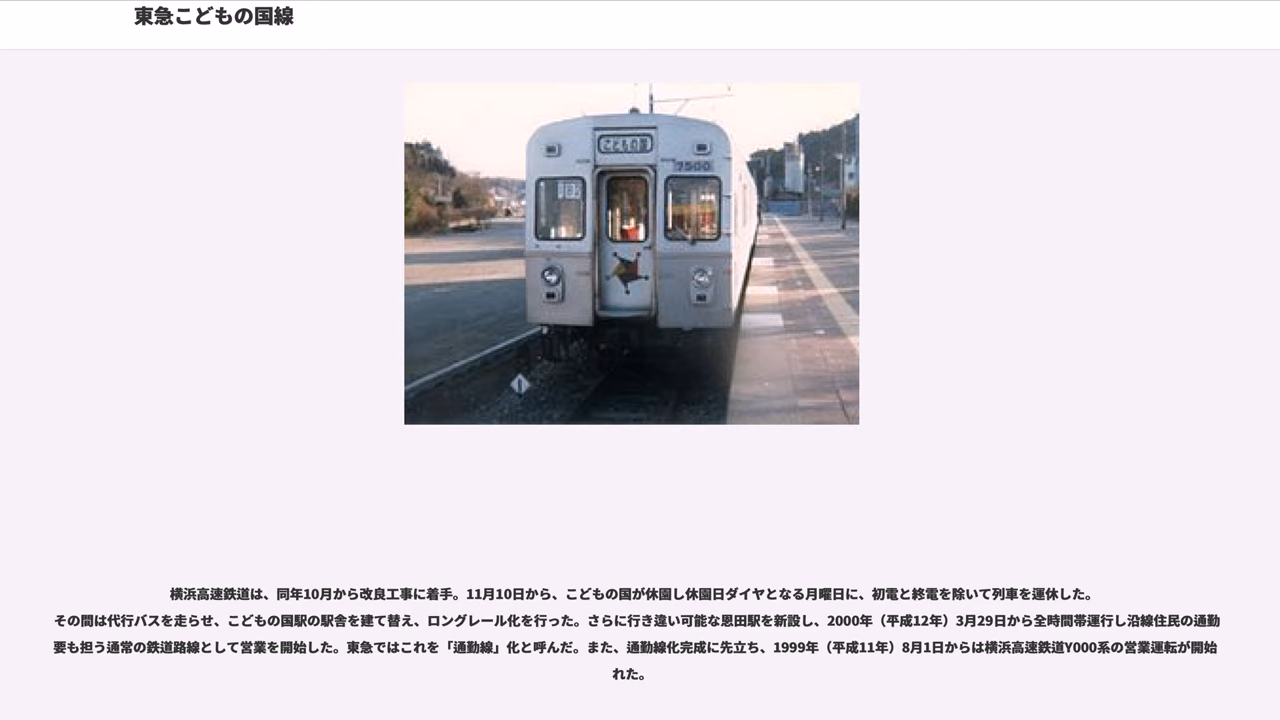 東急こどもの国線
こどもの国
7500
横浜高速鉄道は、同年10月から改良工事に着手。11月10日から、こどもの国が休園し休園日ダイヤとなる月曜日に、初電と終電を除いて列車を運休した。
その間は代行バスを走らせ、こどもの国駅の駅舎を建て替え、ロングレール化を行った。さらに行き違い可能な恩田駅を新設し、2000年（平成12年）3月29日から全時間帯運行し沿線住民の通勤
要も担う通常の鉄道路線として営業を開始した。東急ではこれを「通勤線」化と呼んだ。また、通勤線化完成に先立ち、1999年（平成11年）8月1日からは横浜高速鉄道Y000系の営業運転が開始
れた。